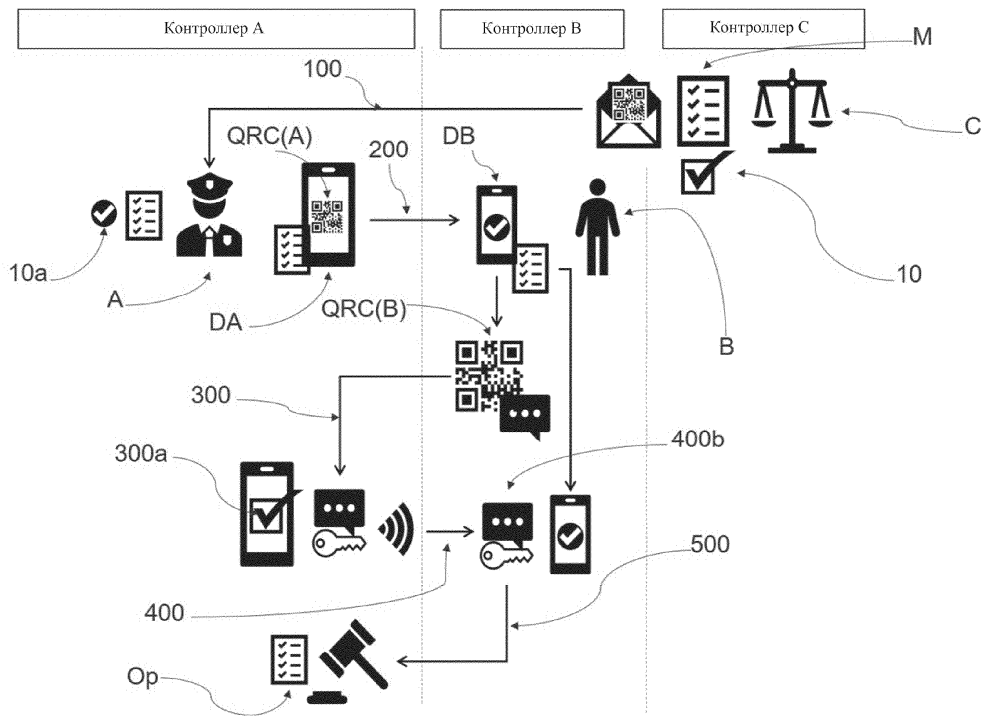 Контроллер A
Контроллер B
Контроллер C
M
100
C
QRC(A)
200
DB
10a
A
DA
QRC(B)
B
10
300
300a
400b
400
500
Op